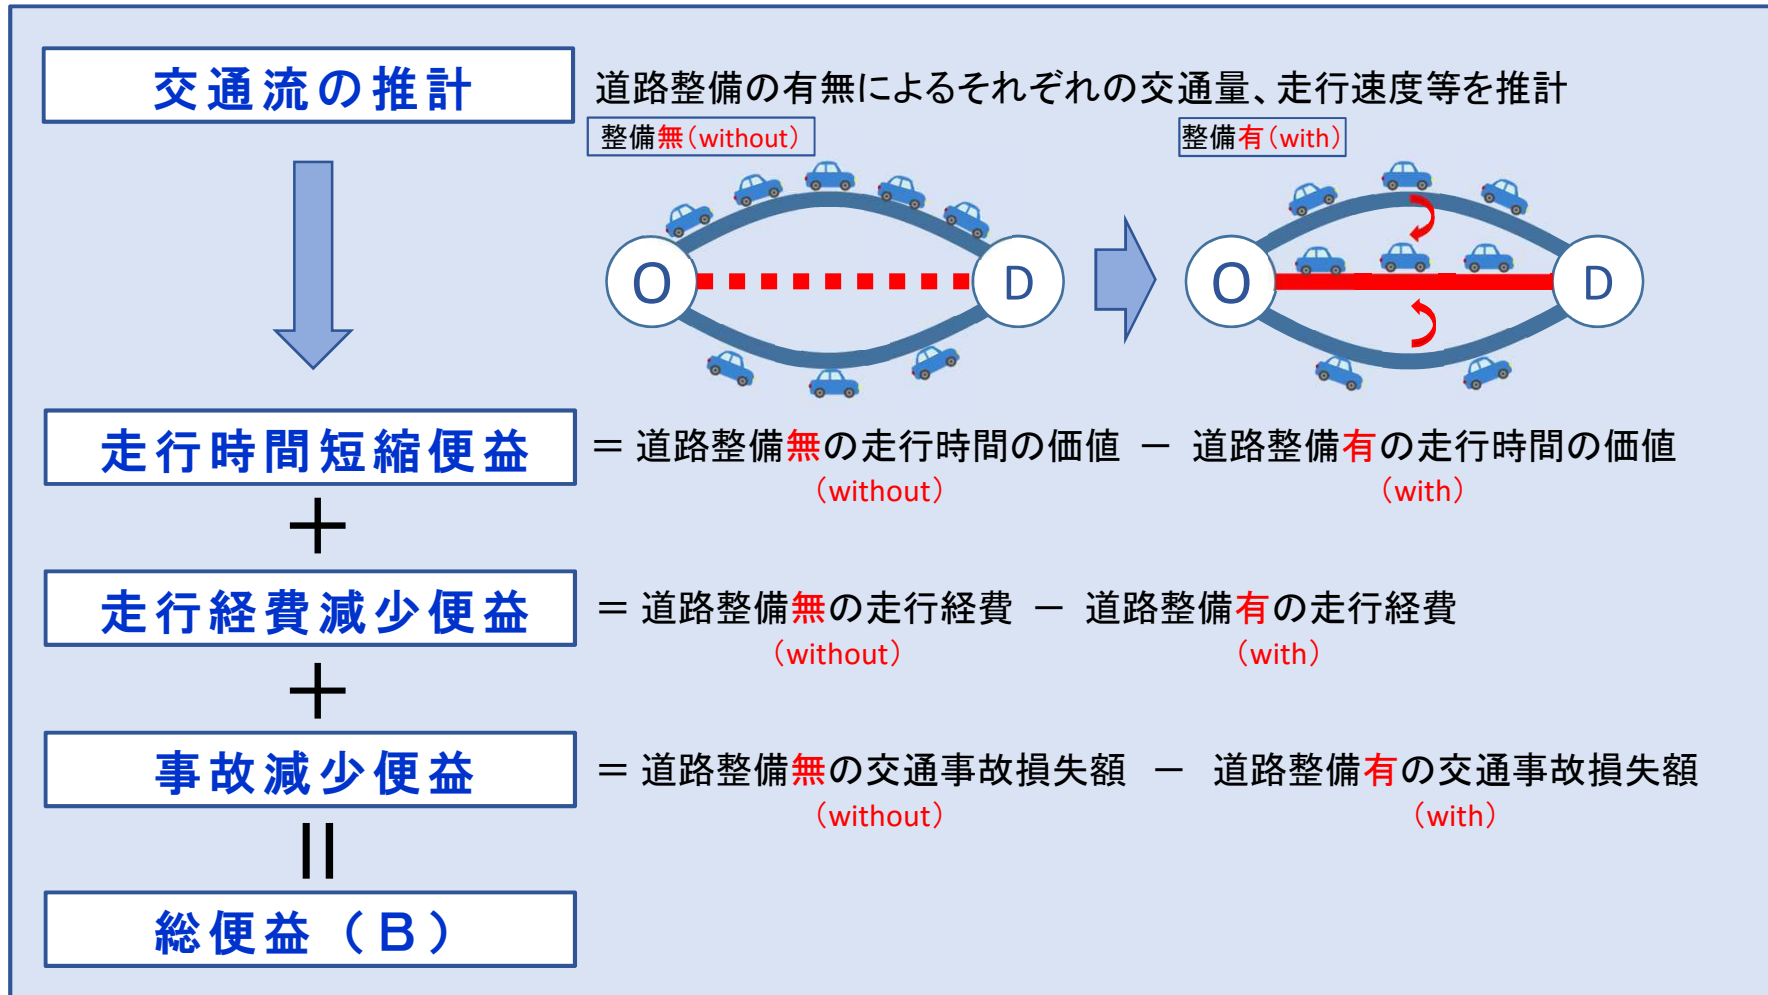 交通流の推計
道路整備の有無によるそれぞれの交通量、走行速度等を推計
整備無（without）
整備有（with）
O
D
O
D
走行時間短縮便益
＝ 道路整備無の走行時間の価値 － 道路整備有の走行時間の価値
（without）
（with）
＋
走行経費減少便益
＝ 道路整備無の走行経費 － 道路整備有の走行経費
（without）
（with）
＋
事故減少便益
＝ 道路整備無の交通事故損失額 － 道路整備有の交通事故損失額
（without）
（with）
＝
総便益（Ｂ）